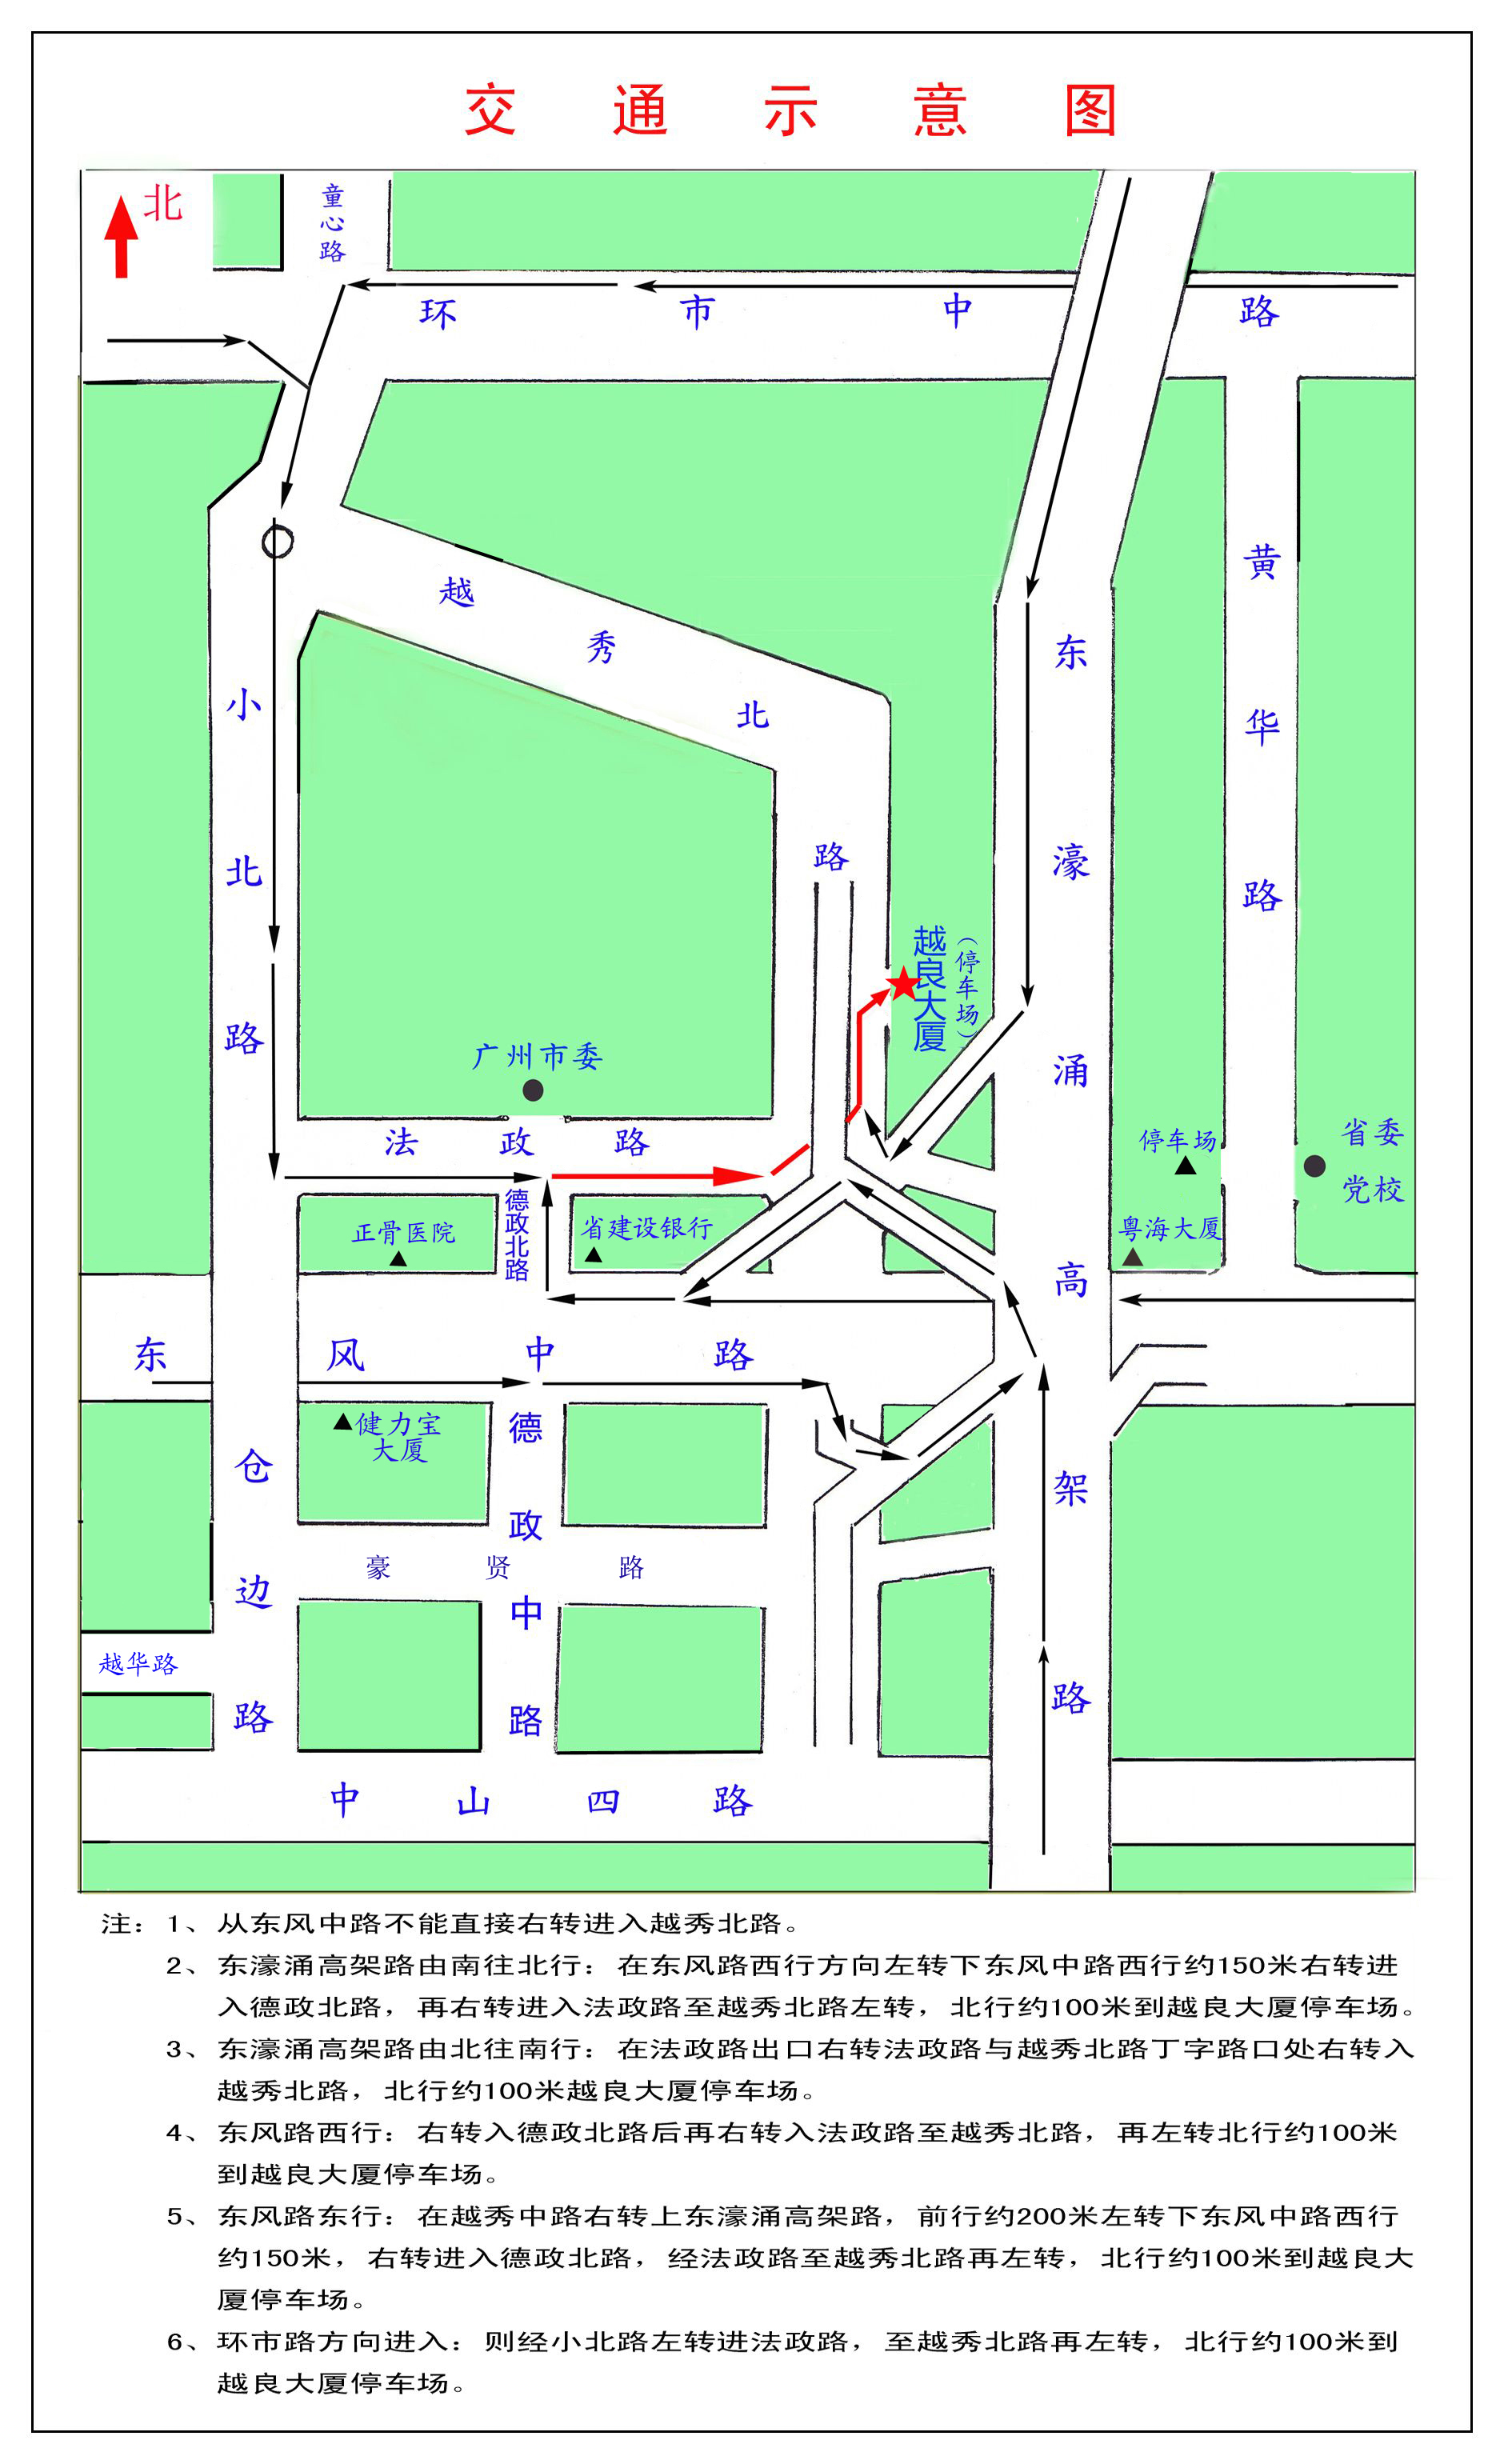 交通示意图
北
童心路
环市中路
越秀北路
小北路
东濠涌高架路
黄华路
越良大厦
（停车场）
广州市委
法政路
停车场
省委
党校
德政北路
正骨医院
省建设银行
粤海大厦
东风中路
健力宝
大厦
德政中路
仓边路
豪贤路
越华路
中山四路
注：1、从东风中路不能直接右转进入越秀北路。
2、东濠涌高架路由南往北行：在东风路西行方向左转下东风中路西行约150米右转进
入德政北路，再右转进入法政路至越秀北路左转，北行约100米到越良大厦停车场。
3、东濠涌高架路由北往南行：在法政路出口右转法政路与越秀北路丁字路口处右转入
越秀北路，北行约100米越良大厦停车场。
4、东风路西行：右转入德政北路后再右转入法政路至越秀北路，再左转北行约100米
到越良大厦停车场。
5、东风路东行：在越秀中路右转上东濠涌高架路，前行约200米左转下东风中路西行
约150米，右转进入德政北路，经法政路至越秀北路再左转，北行约100米到越良大
厦停车场。
6、环市路方向进入：则经小北路左转进法政路，至越秀北路再左转，北行约100米到
越良大厦停车场。